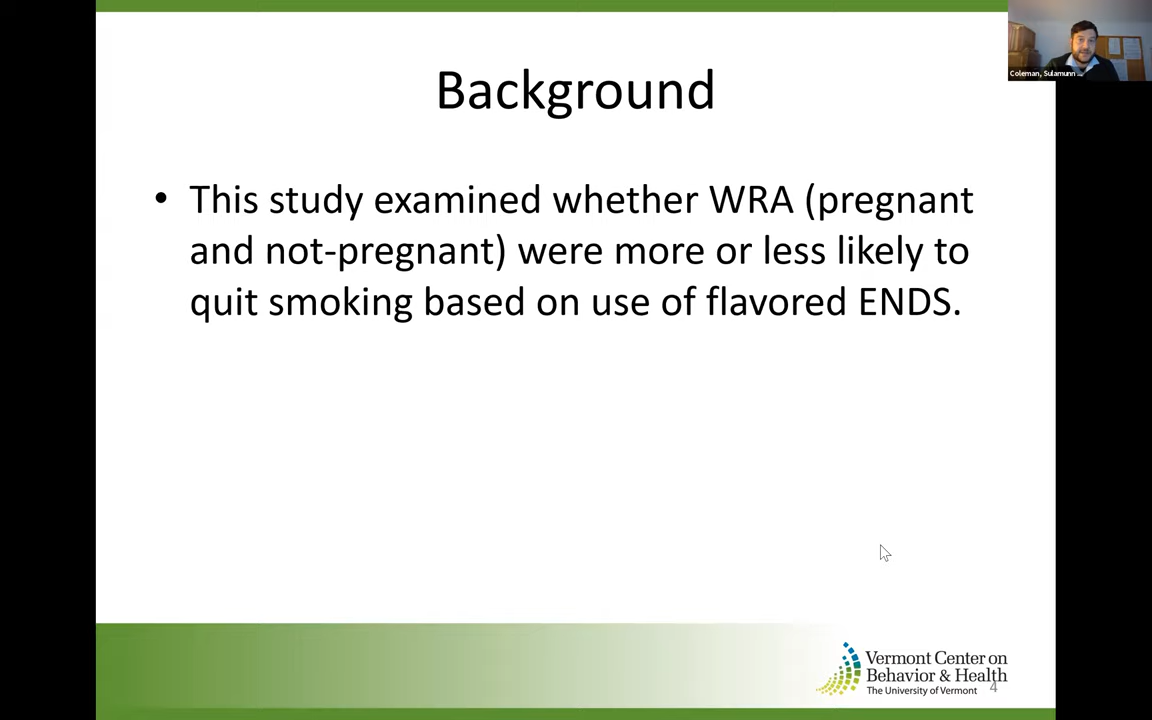 Background
Coleman, Sulamunn ...
• This study examined whether WRA (pregnant
and not-pregnant) were more or less likely to
quit smoking based on use of flavored ENDS.
Vermont Center on
Behavior & Health
The University of Vermont
4